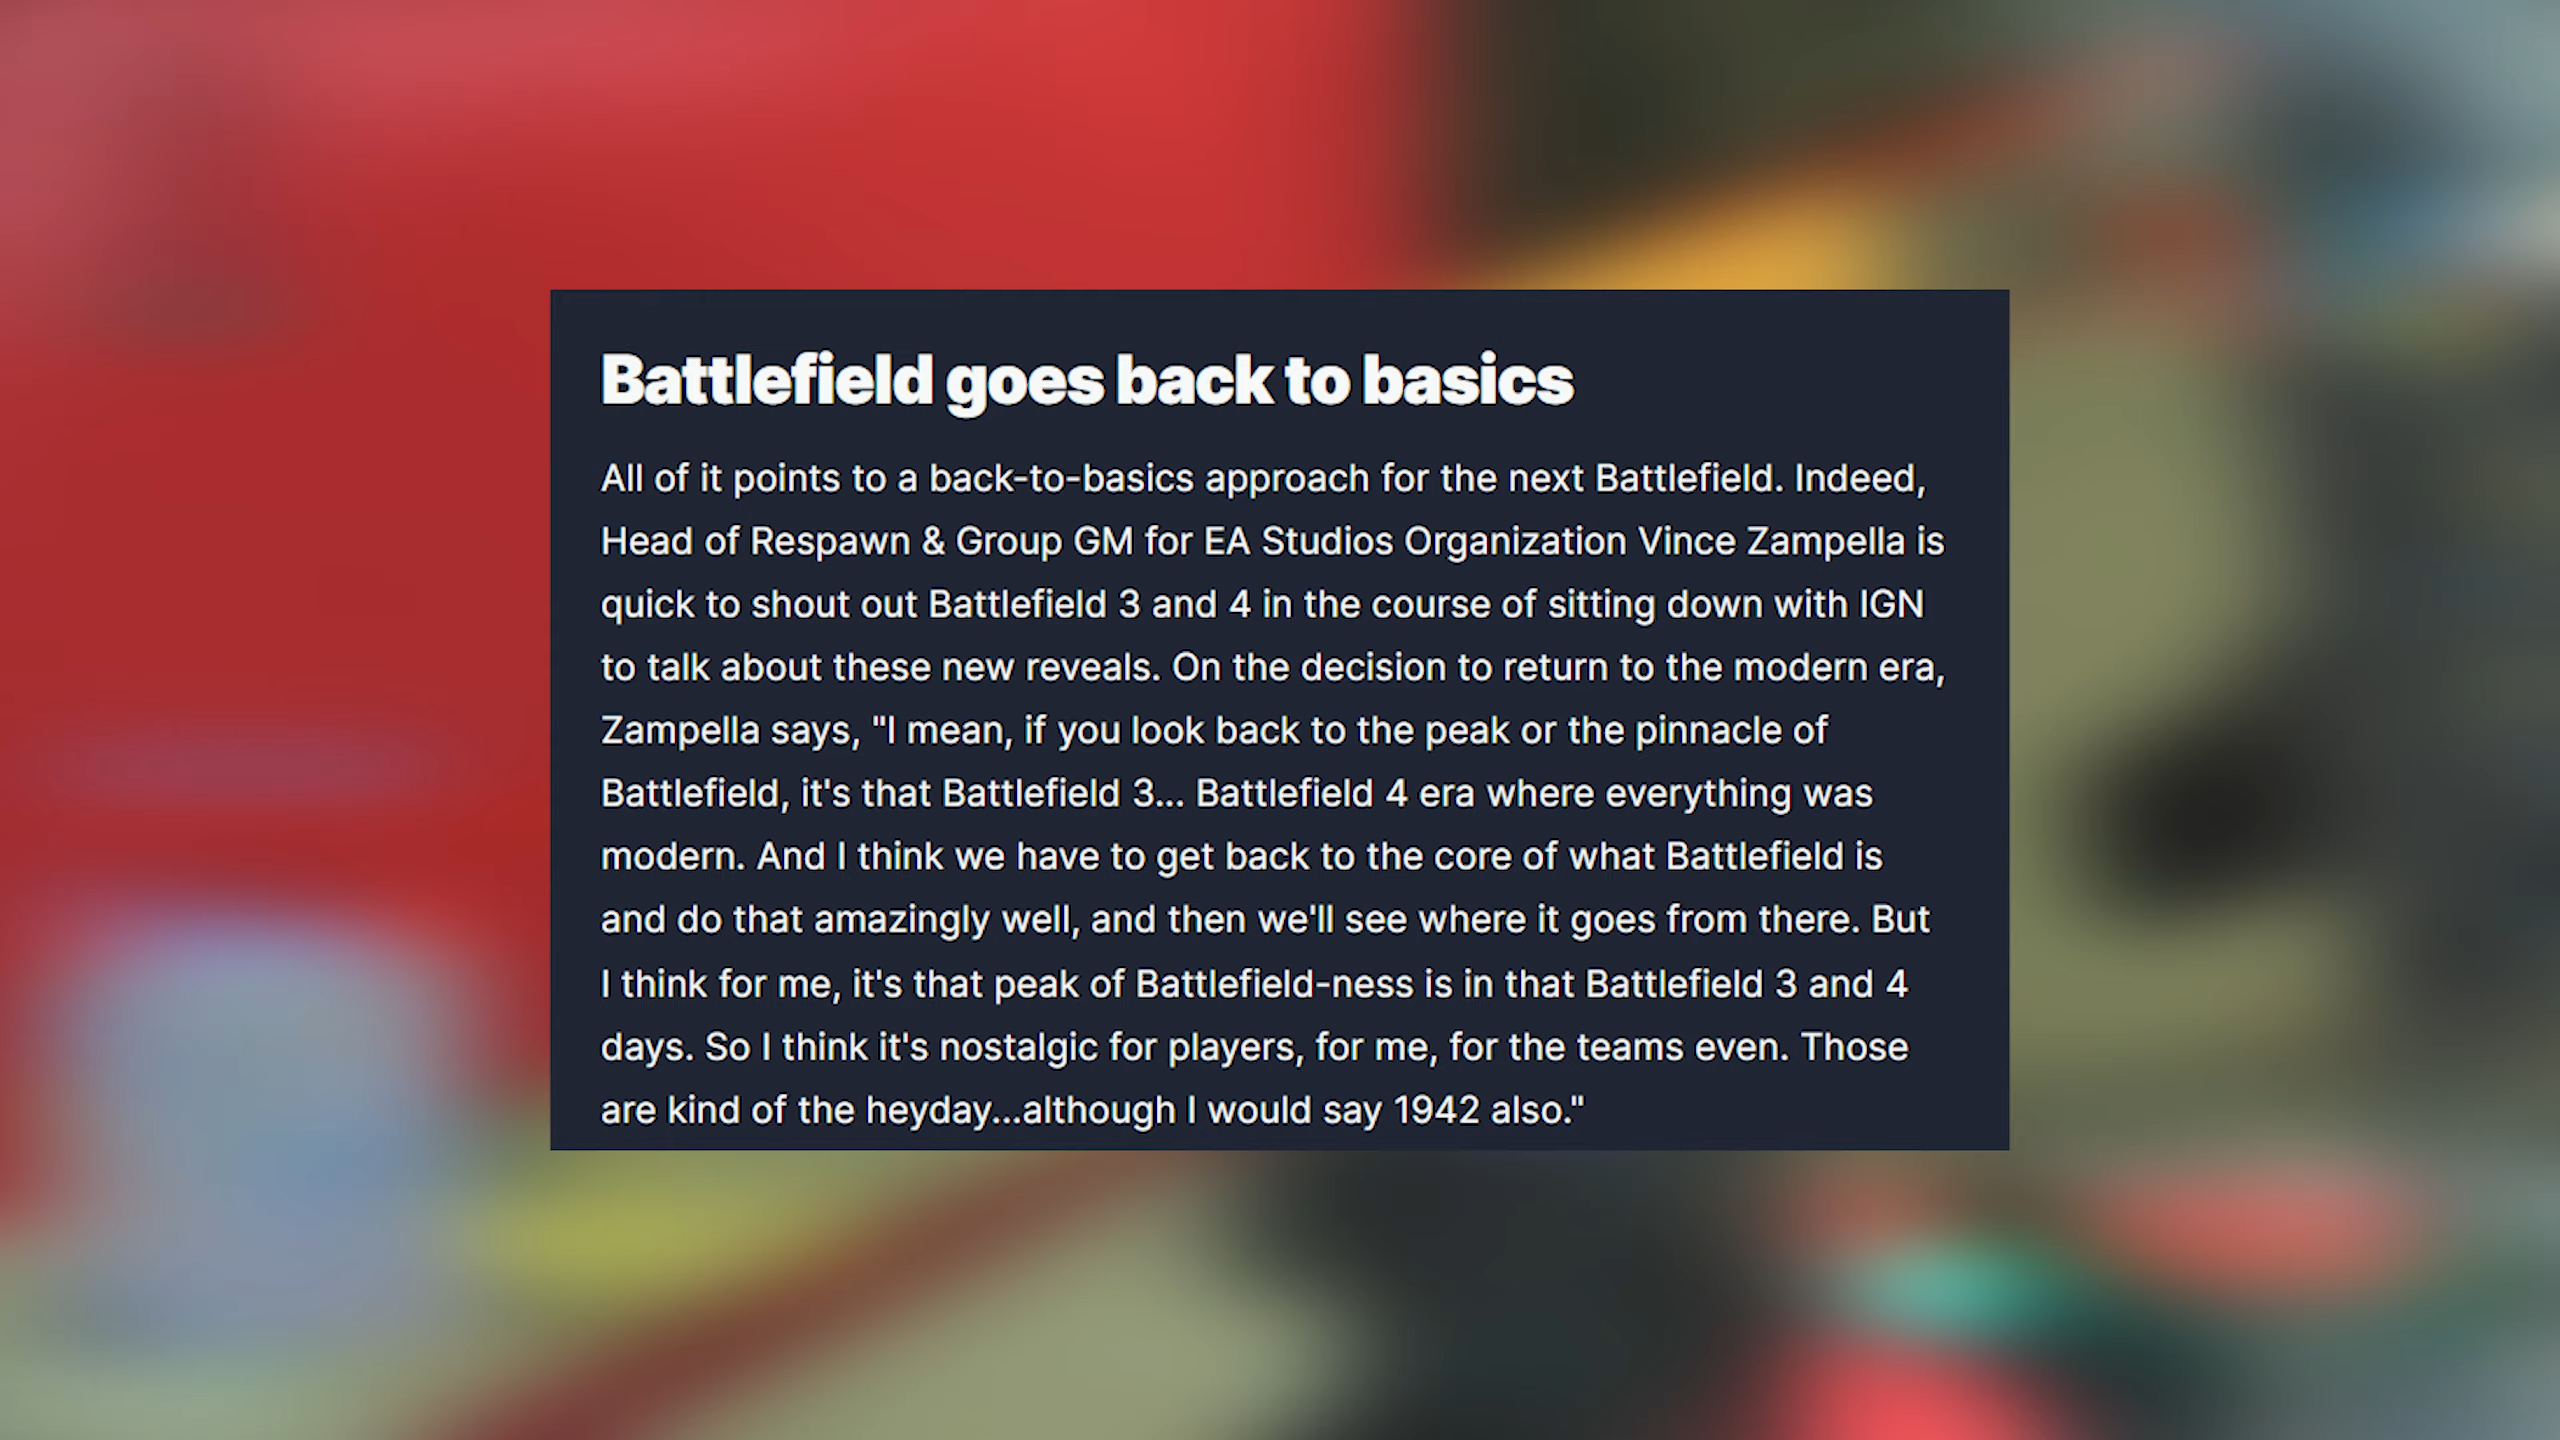 Battlefield goes back to basics
All of it points to a back-to-basics approach for the next Battlefield. Indeed,
Head of Respawn & Group GM for EA Studios Organization Vince Zampella is
quick to shout out Battlefield 3 and 4 in the course of sitting down with IGN
to talk about these new reveals. On the decision to return to the modern era,
Zampella says, "I mean, if you look back to the peak or the pinnacle of
Battlefield, it's that Battlefield 3... Battlefield 4 era where everything was
modern. And I think we have to get back to the core of what Battlefield is
and do that amazingly well, and then we'll see where it goes from there. But
I think for me, it's that peak of Battlefield-ness is in that Battlefield 3 and 4
days. So I think it's nostalgic for players, for me, for the teams even. Those
are kind of the heyday...although I would say 1942 also."